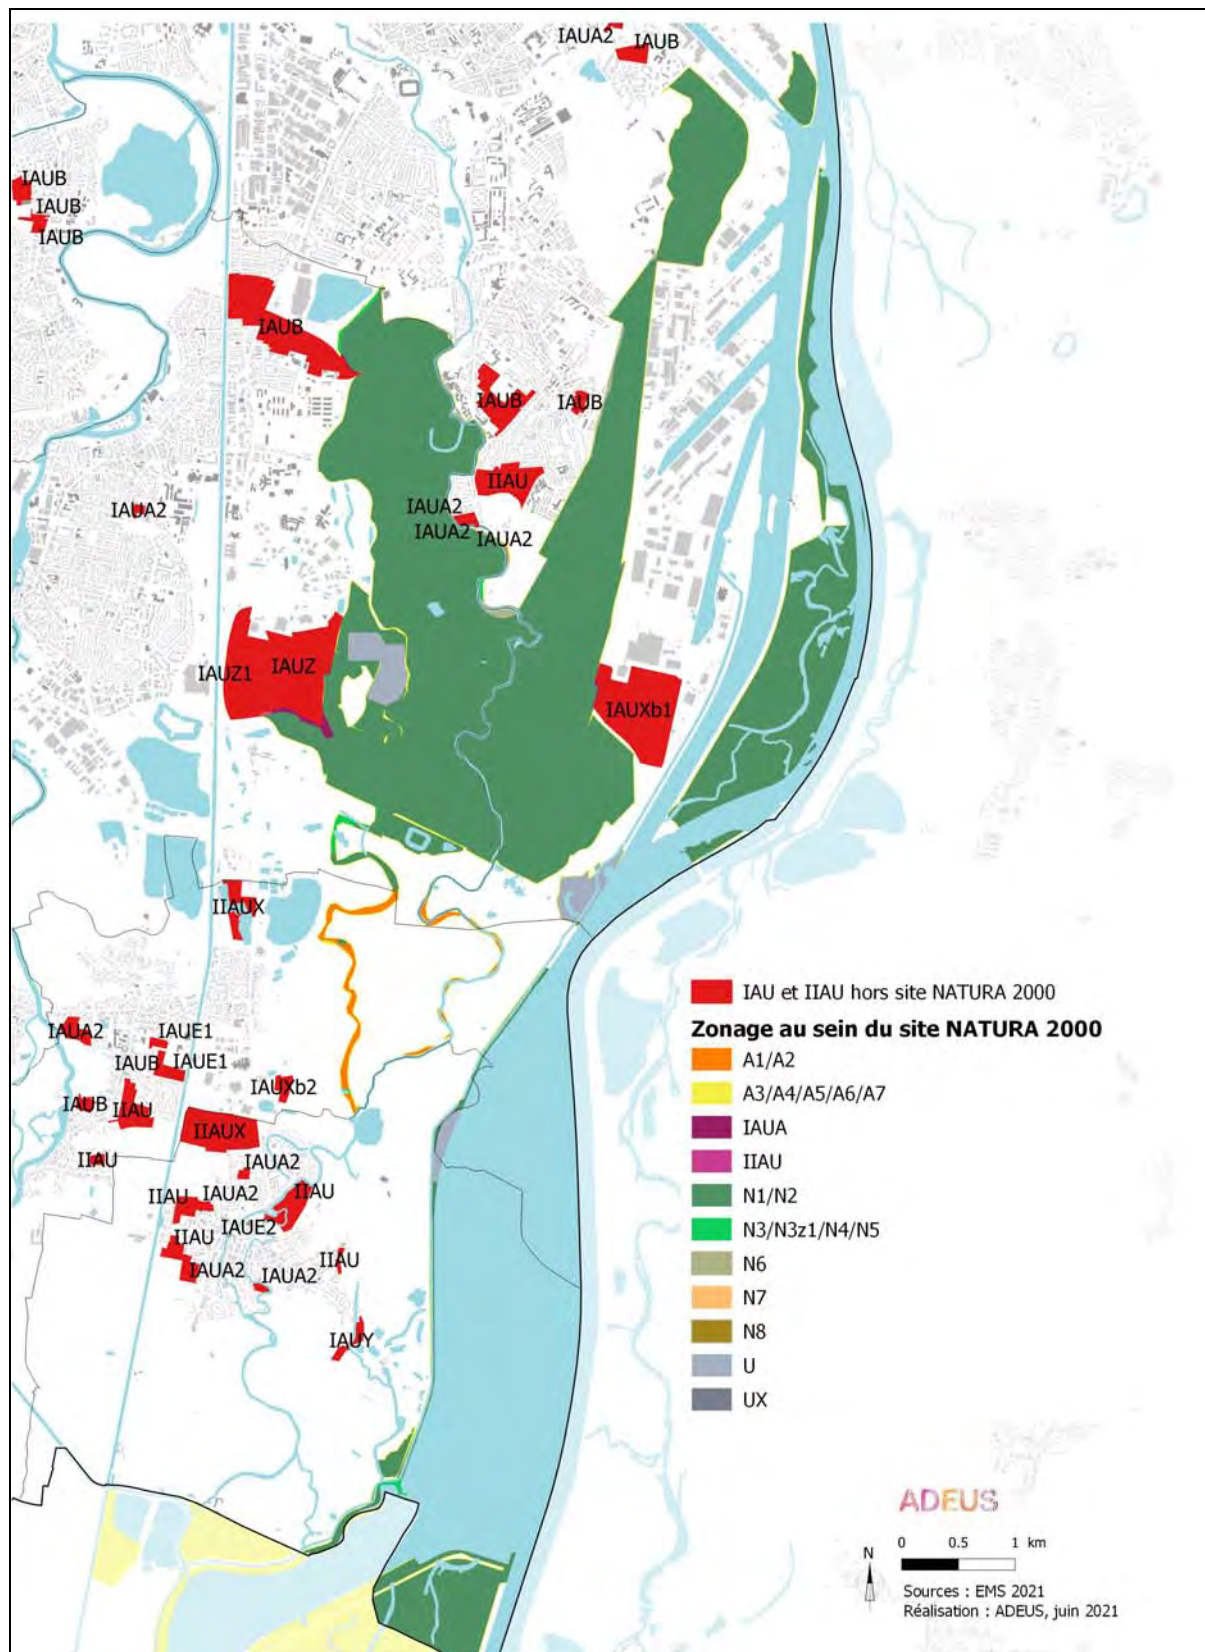 IAUA2
IAUB
IAUB
IAUB
IAUB
IAUB
IAUB
IAUB
IIAU
IAUA2
IAUA2
IAUA2
IAUA2
IAUZ1
IAUZ
IAUXb1
IIAUX
IAUA2
IAUE1
IAUB
IAUE1
IAUXb2
IAUB
IIAU
IIAUX
IIAU
IAUA2
IIAU
IAUA2
IIAU
IAUE2
IIAU
IAUA2
IAUA2
IIAU
IAUY
IAU et IIAU hors site NATURA 2000
Zonage au sein du site NATURA 2000
A1/A2
A3/A4/A5/A6/A7
IAUA
IIAU
N1/N2
N3/N3z1/N4/N5
N6
N7
N8
U
UX
ADEUS
0 0.5 1 km
N
Sources : EMS 2021
Réalisation : ADEUS, juin 2021